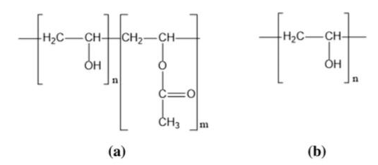 H₂C CH CH₂ CH H₂C CH
OH O OH
n n
C O
CH₃ m
(a) (b)